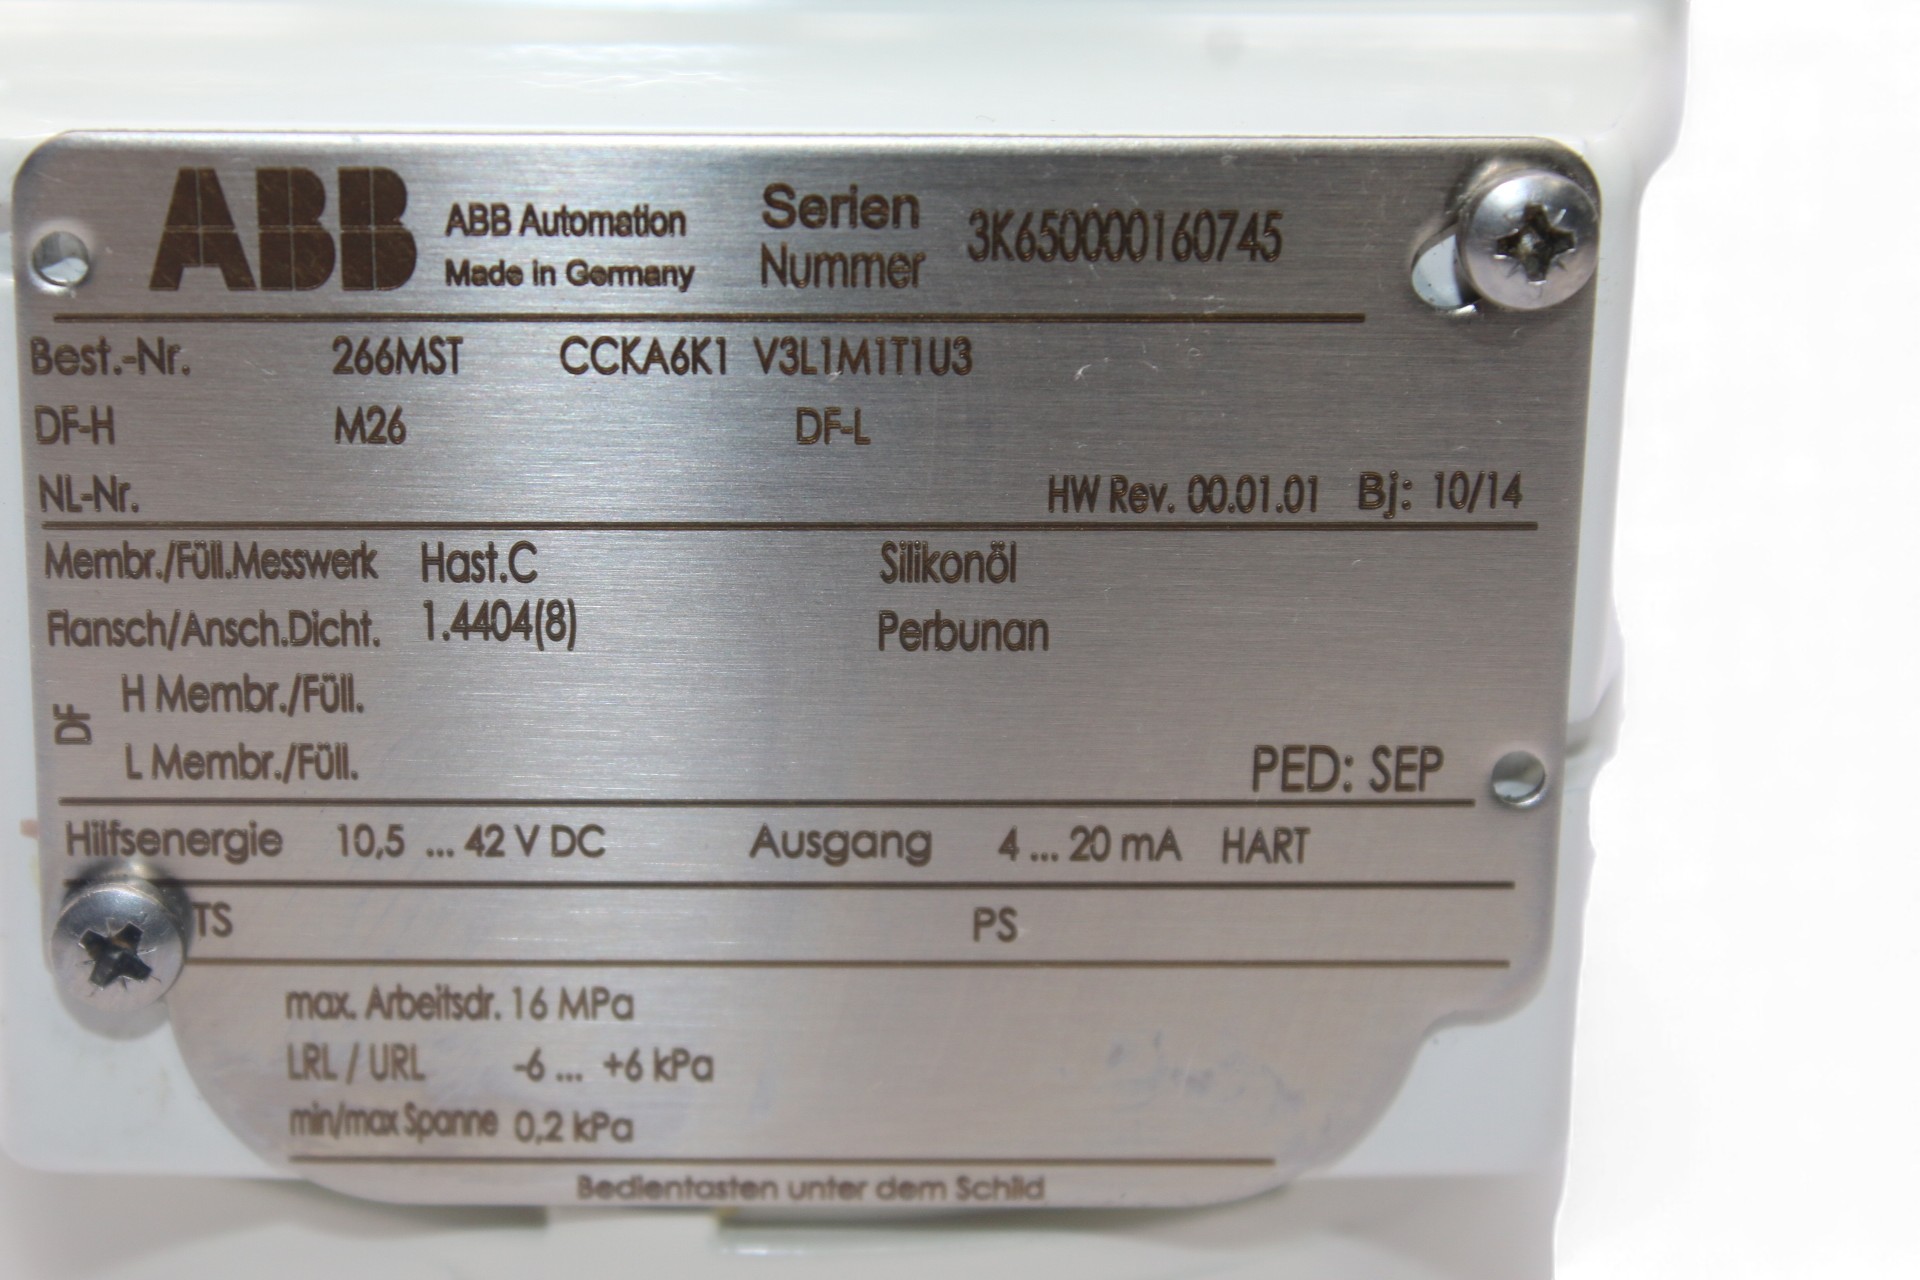 ABB ABB Automation Serien 3K650000160745
Made in Germany Nummer
Best.-Nr. 266MST CCKA6K1 V3L1M1T1U3
DF-H M26 DF-L
NL-Nr. HW Rev. 00.01.01 Bj: 10/14
Membr./Füll.Messwerk Hast.C Silikonöl
Flansch/Ansch.Dicht. 1.4404(8) Perbunan
DF H Membr./Füll.
L Membr./Füll. PED: SEP
Hilfsenergie 10,5 ... 42 V DC Ausgang 4 ... 20 mA HART
TS PS
max. Arbeitsdr. 16 MPa
LRL / URL -6 ... +6 kPa
min/max Spanne 0,2 kPa
Bedientasten unter dem Schild